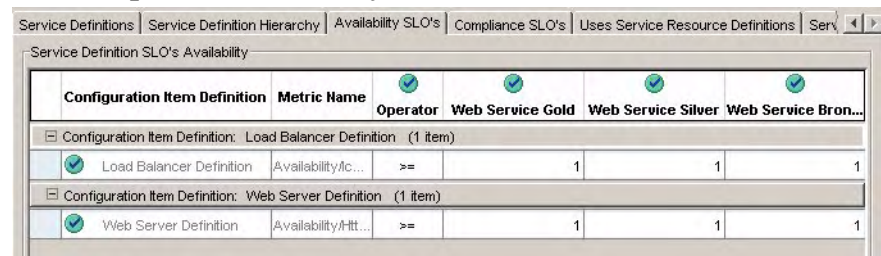 Service Definitions Service Definition Hierarchy Availability SLO's Compliance SLO's Uses Service Resource Definitions Serv
Service Definition SLO's Availability
Configuration Item Definition Metric Name Operator Web Service Gold Web Service Silver Web Service Bron...
Configuration Item Definition: Load Balancer Definition (1 item)
Load Balancer Definition Availability/Ic... >= 1 1 1
Configuration Item Definition: Web Server Definition (1 item)
Web Server Definition Availability/Htt... >= 1 1 1